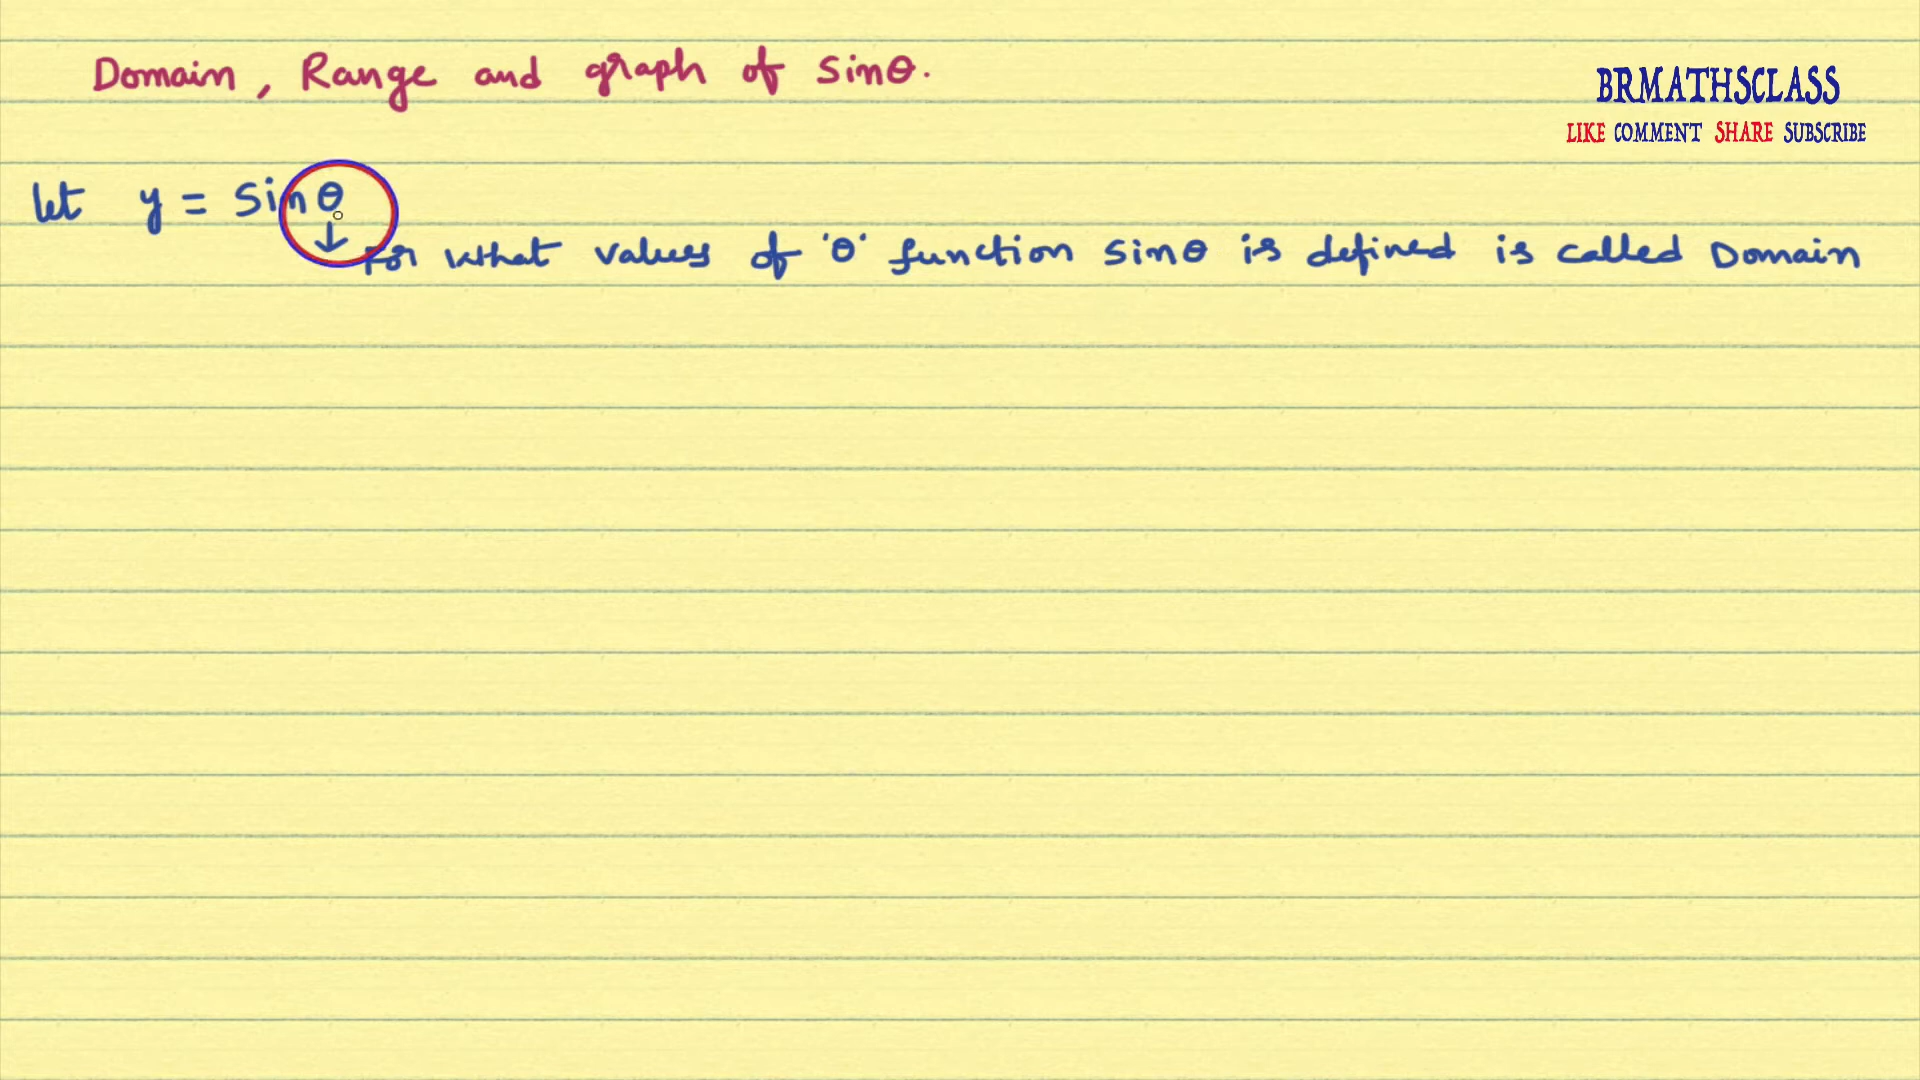 Domain, Range and graph of sinθ.
BRMATHSCLASS
LIKE COMMENT SHARE SUBSCRIBE
let y = sinθ
↓ For what values of 'θ' function sinθ is defined is called Domain